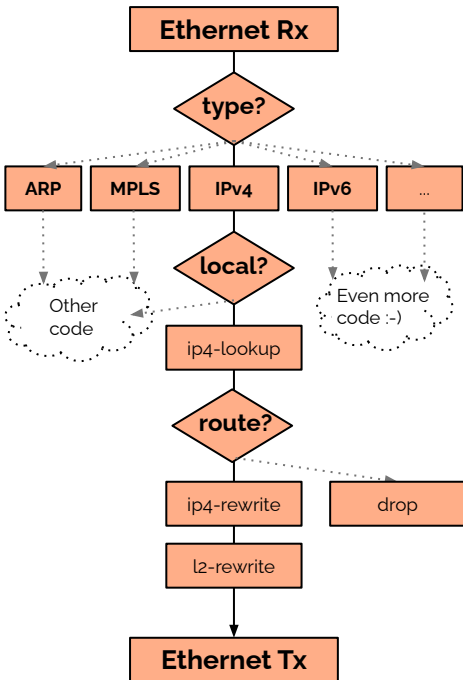 Ethernet Rx
type?
ARP
MPLS
IPv4
IPv6
...
local?
Other
code
Even more
code :-)
ip4-lookup
route?
ip4-rewrite
drop
l2-rewrite
Ethernet Tx